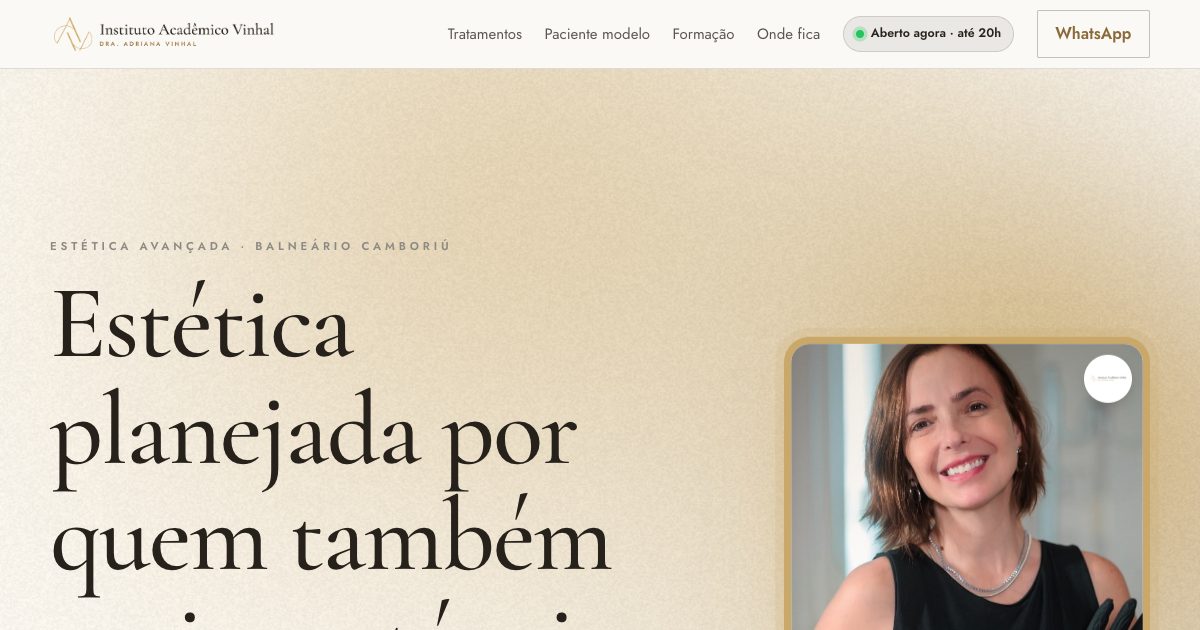 Instituto Acadêmico Vinhal
DRA. ADRIANA VINHAL
Tratamentos
Paciente modelo
Formação
Onde fica
Aberto agora · até 20h
WhatsApp
ESTÉTICA AVANÇADA · BALNEÁRIO CAMBORIÚ
Estética
planejada por
quem também